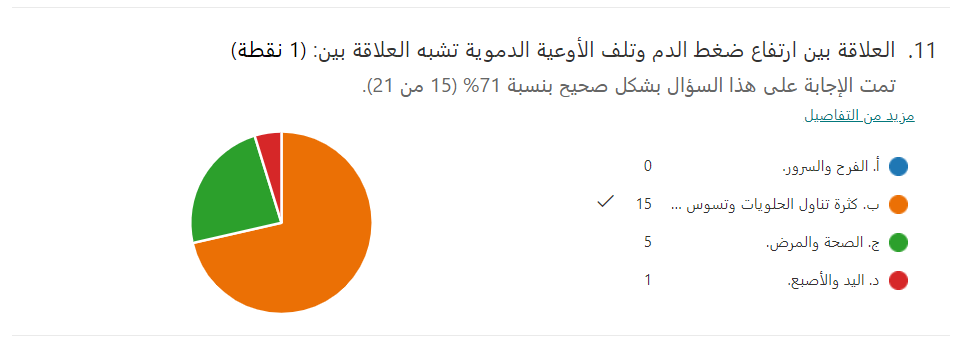 11. العلاقة بين ارتفاع ضغط الدم وتلف الأوعية الدموية تشبه العلاقة بين: (1 نقطة)
تمت الإجابة على هذا السؤال بشكل صحيح بنسبة 71% (15 من 21).
مزيد من التفاصيل
أ. الفرح والسرور. 0
ب. كثرة تناول الحلويات وتسوس ... 15
ج. الصحة والمرض. 5
د. اليد والأصبع. 1